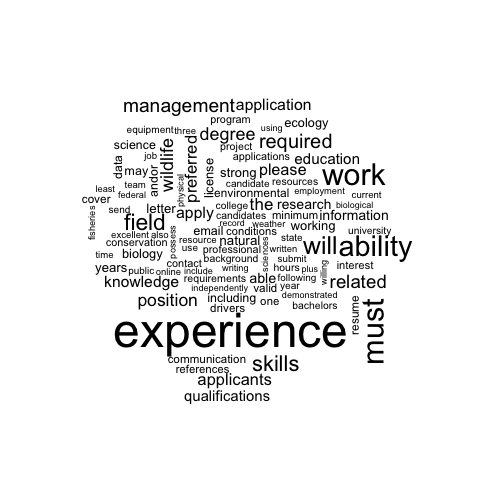 management application
program ecology
equipment three degree using required
science project
job applications education
data may andor wildlife preferred license strong please work
team candidate resources employment
least federal physical environmental current
cover the research biological
send letter apply college candidates minimum information
fisheries field record weather working university
excellent also email conditions
conservation possess resource natural state will ability
time biology use professional written
contact background sciences submit willing interest
years public online include writing hours plus
knowledge requirements able following related
independently valid year
position including one demonstrated
drivers bachelors resume must
experience
communication skills
references
applicants
qualifications